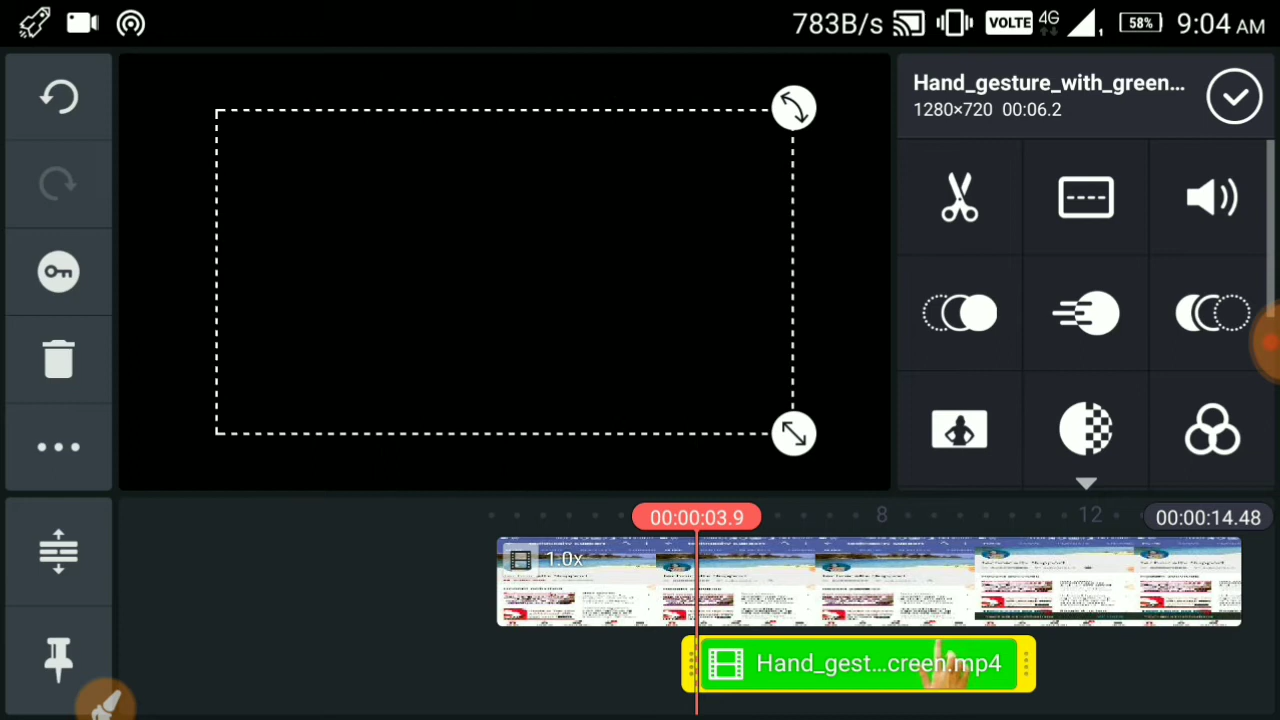 783B/s VoLTE 4G 58% 9:04 AM
Hand_gesture_with_green...
1280×720 00:06.2
00:00:03.9 8 12 00:00:14.48
1.0x
Hand_gest...creen.mp4